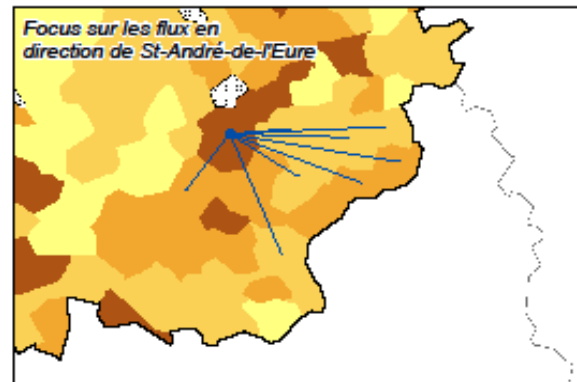 Focus sur les flux en
direction de St-André-de-l'Eure